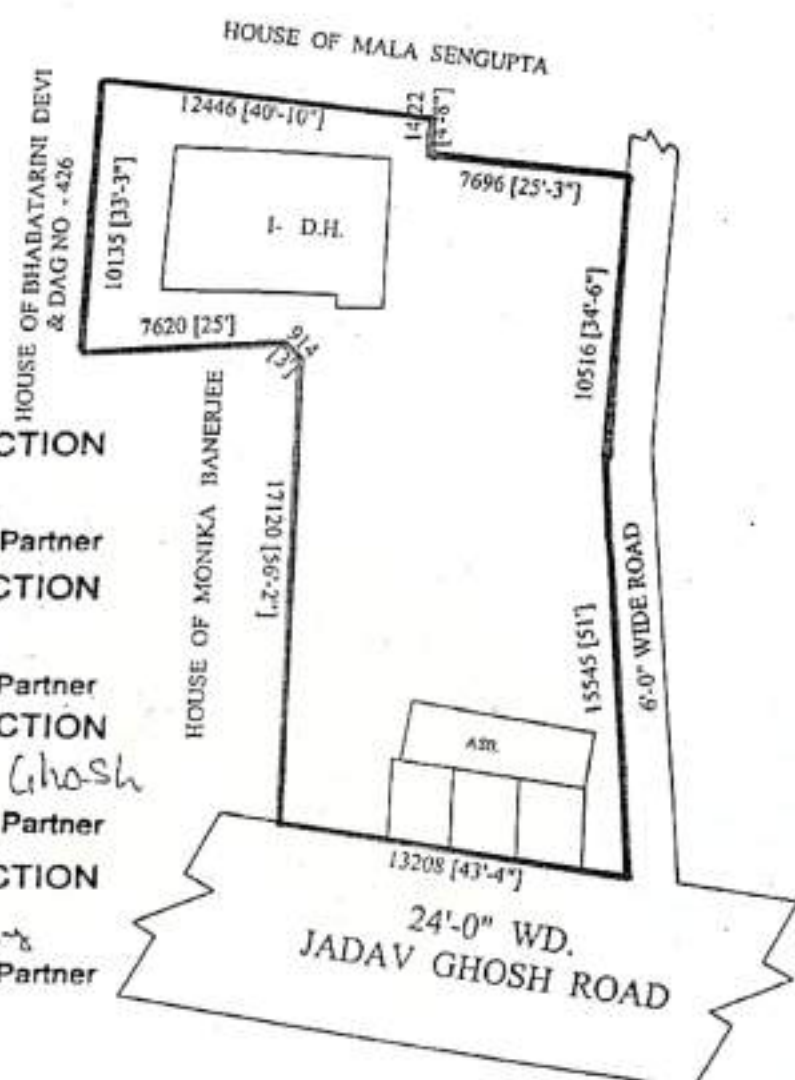 HOUSE OF MALA SENGUPTA
HOUSE OF BHABATARINI DEVI
& DAG NO - 426
12446 [40'-10"]
1422 [4'-8"]
7696 [25'-3"]
10135 [33'-3"]
I- D.H.
7620 [25']
914
[3']
10516 [34'-6"]
HOUSE OF MONIKA BANERJEE
17120 [56'-2"]
15545 [51']
6'-0" WIDE ROAD
CTION
Partner
CTION
Partner
CTION
Ghosh
Partner
CTION
Partner
ASB.
13208 [43'-4"]
24'-0" WD.
JADAV GHOSH ROAD